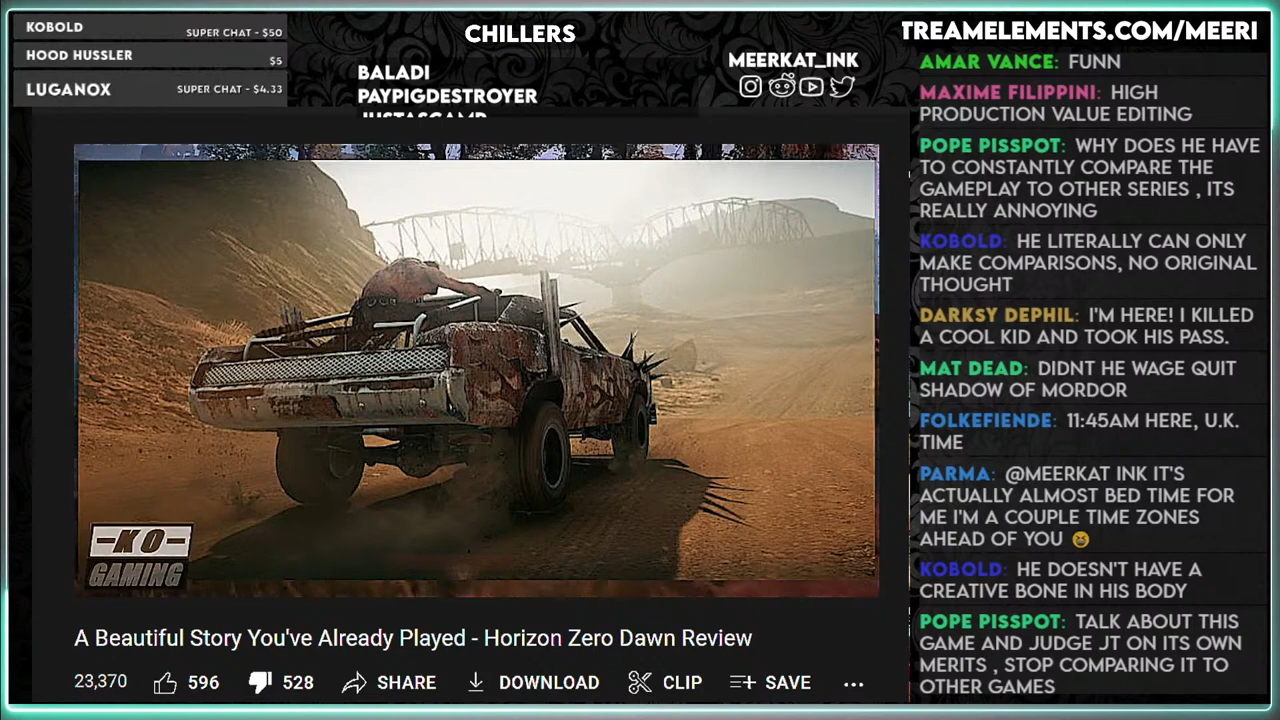 KOBOLD SUPER CHAT - $50
HOOD HUSSLER $5
LUGANOX SUPER CHAT - $4.33
CHILLERS
BALADI
PAYPIGDESTROYER
MEERKAT_INK
TREAMELEMENTS.COM/MEERI
AMAR VANCE: FUNN
MAXIME FILIPPINI: HIGH
PRODUCTION VALUE EDITING
POPE PISSPOT: WHY DOES HE HAVE
TO CONSTANTLY COMPARE THE
GAMEPLAY TO OTHER SERIES , ITS
REALLY ANNOYING
KOBOLD: HE LITERALLY CAN ONLY
MAKE COMPARISONS, NO ORIGINAL
THOUGHT
DARKSY DEPHIL: I'M HERE! I KILLED
A COOL KID AND TOOK HIS PASS.
MAT DEAD: DIDNT HE WAGE QUIT
SHADOW OF MORDOR
FOLKEFIENDE: 11:45AM HERE, U.K.
TIME
PARMA: @MEERKAT INK IT'S
ACTUALLY ALMOST BED TIME FOR
ME I'M A COUPLE TIME ZONES
AHEAD OF YOU 😆
KOBOLD: HE DOESN'T HAVE A
CREATIVE BONE IN HIS BODY
POPE PISSPOT: TALK ABOUT THIS
GAME AND JUDGE JT ON ITS OWN
MERITS , STOP COMPARING IT TO
OTHER GAMES
-KO-
GAMING
A Beautiful Story You've Already Played - Horizon Zero Dawn Review
23,370 596 528 SHARE DOWNLOAD CLIP SAVE ...